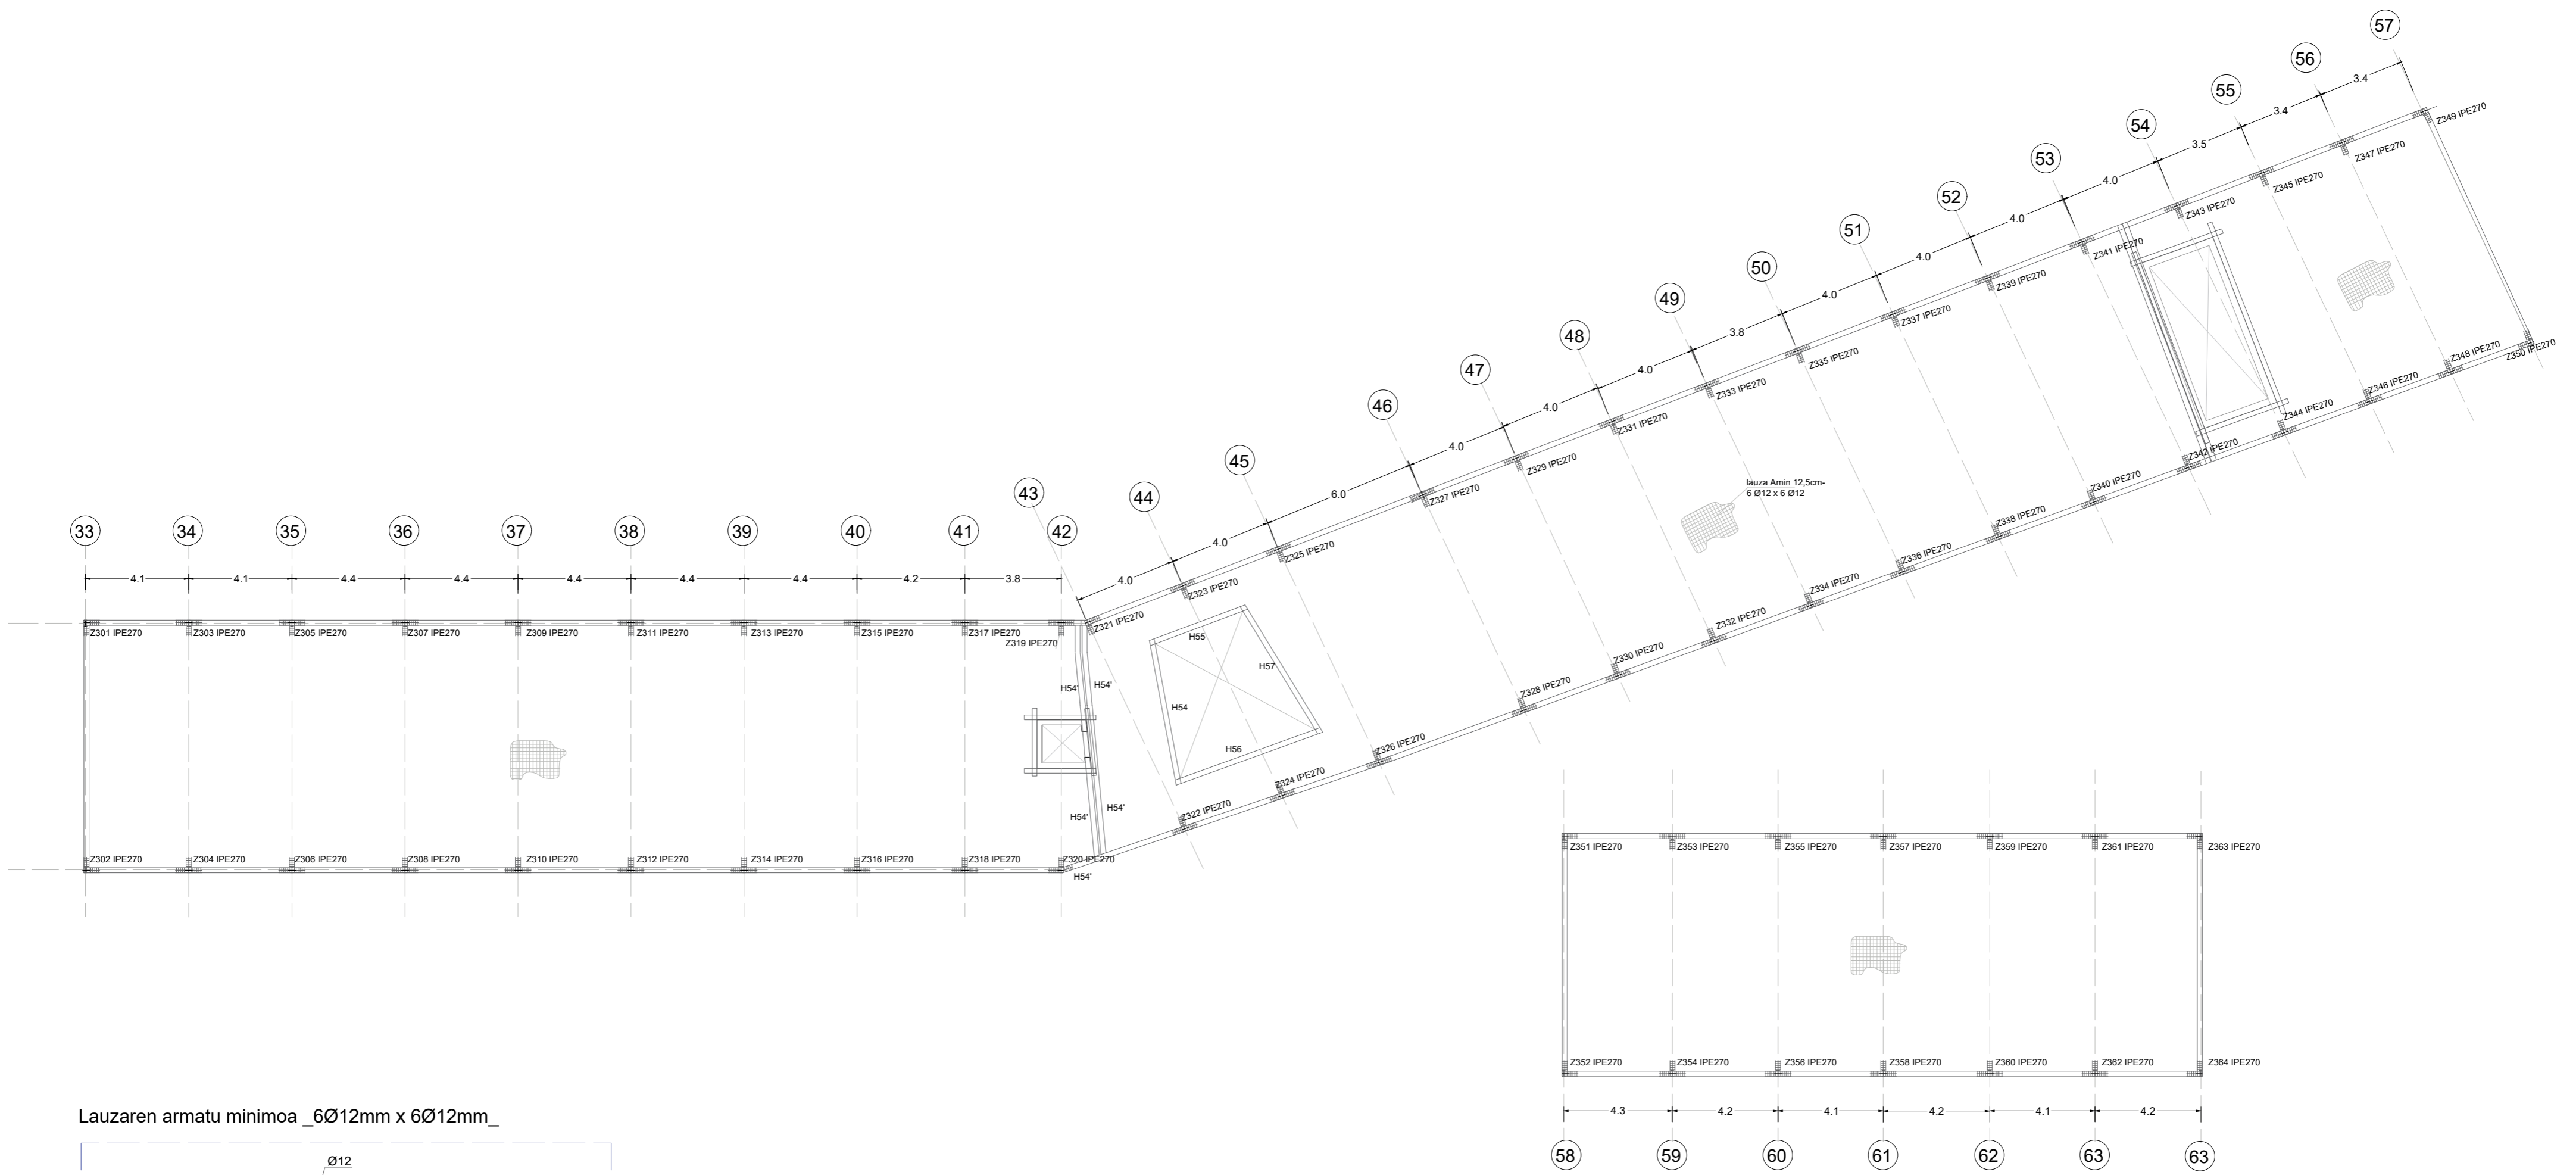 57
56
3.4
55
3.4
Z349 IPE270
54
3.5
Z347 IPE270
53
4.0
Z345 IPE270
52
4.0
Z343 IPE270
51
4.0
Z341 IPE270
50
4.0
Z339 IPE270
49
3.8
Z337 IPE270
48
4.0
Z335 IPE270
47
4.0
Z333 IPE270
46
4.0
Z331 IPE270
45
6.0
Z329 IPE270
44
4.0
Z327 IPE270
43
4.0
Z325 IPE270
Z323 IPE270
Z321 IPE270
Z348 IPE270
Z350 IPE270
Z346 IPE270
Z344 IPE270
Z342 IPE270
Z340 IPE270
Z338 IPE270
Z336 IPE270
Z334 IPE270
Z332 IPE270
Z330 IPE270
Z328 IPE270
Z326 IPE270
Z324 IPE270
Z322 IPE270
lauza Amin 12,5cm-
6 Ø12 x 6 Ø12
33
34
35
36
37
38
39
40
41
42
4.1
4.1
4.4
4.4
4.4
4.4
4.4
4.2
3.8
Z301 IPE270
Z303 IPE270
Z305 IPE270
Z307 IPE270
Z309 IPE270
Z311 IPE270
Z313 IPE270
Z315 IPE270
Z317 IPE270
Z319 IPE270
H55
H57
H54
H56
H54'
H54'
H54'
H54'
H54'
Z302 IPE270
Z304 IPE270
Z306 IPE270
Z308 IPE270
Z310 IPE270
Z312 IPE270
Z314 IPE270
Z316 IPE270
Z318 IPE270
Z320 IPE270
Z351 IPE270
Z353 IPE270
Z355 IPE270
Z357 IPE270
Z359 IPE270
Z361 IPE270
Z363 IPE270
Z352 IPE270
Z354 IPE270
Z356 IPE270
Z358 IPE270
Z360 IPE270
Z362 IPE270
Z364 IPE270
4.3
4.2
4.1
4.2
4.1
4.2
58
59
60
61
62
63
63
Lauzaren armatu minimoa _6Ø12mm x 6Ø12mm_
Ø12